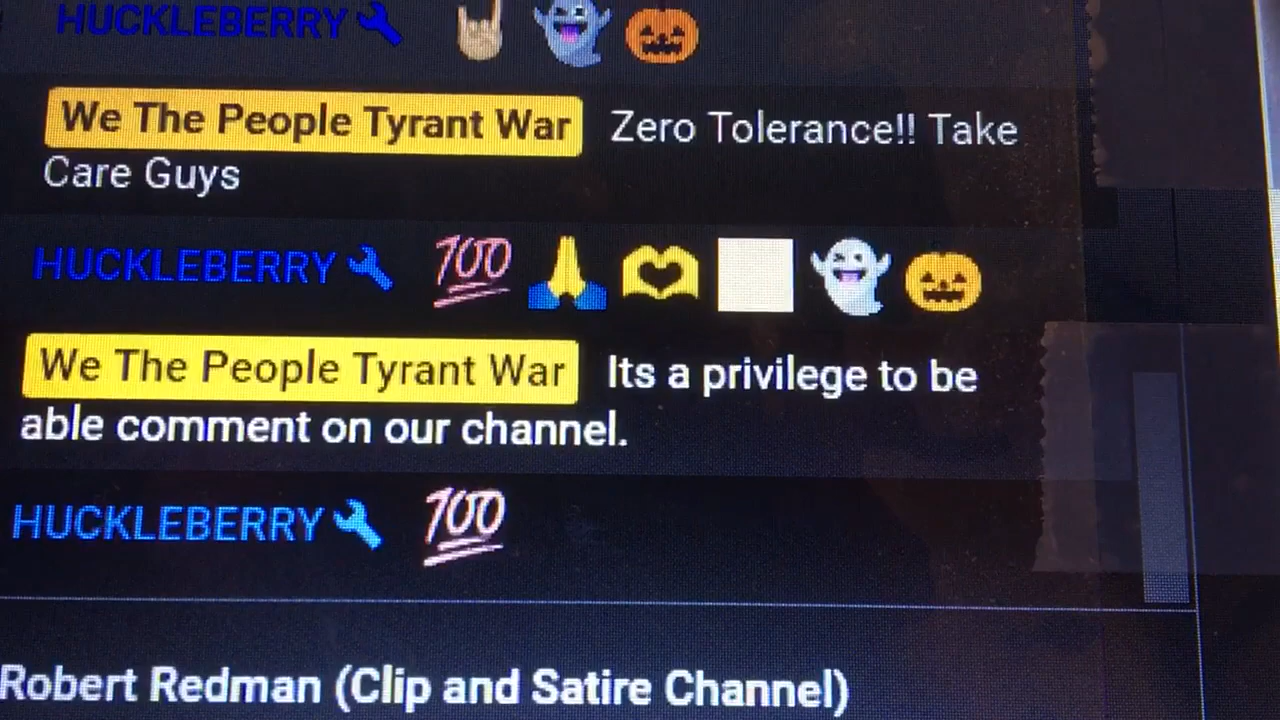 HUCKLEBERRY🔧 🤘🏼👻🎃
We The People Tyrant War Zero Tolerance!! Take
Care Guys
HUCKLEBERRY🔧 💯🙏🫶⬜👻🎃
We The People Tyrant War Its a privilege to be
able comment on our channel.
HUCKLEBERRY🔧 💯
Robert Redman (Clip and Satire Channel)